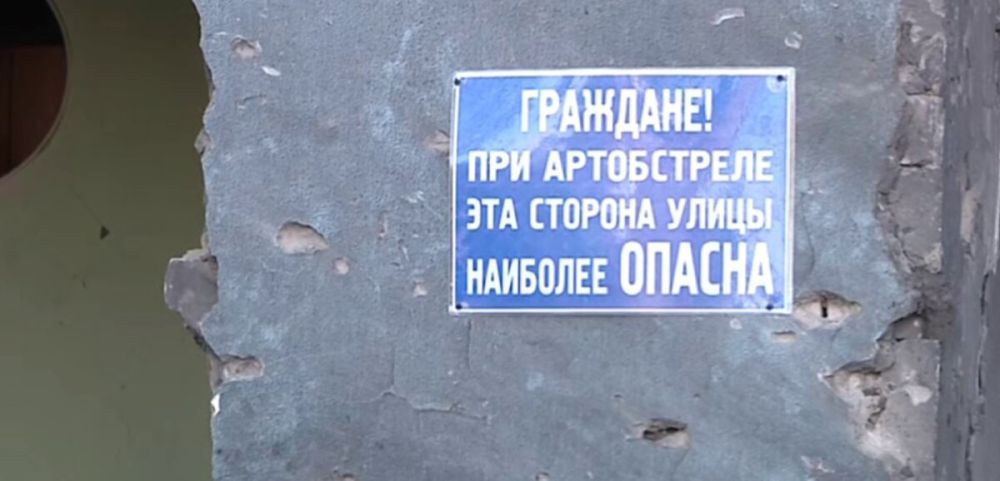 ГРАЖДАНЕ!
ПРИ АРТОБСТРЕЛЕ
ЭТА СТОРОНА УЛИЦЫ
НАИБОЛЕЕ ОПАСНА